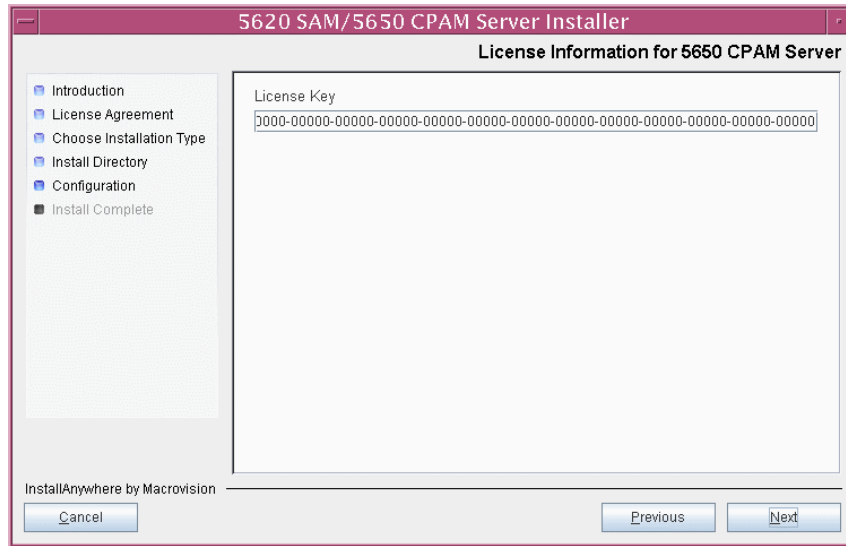 5620 SAM/5650 CPAM Server Installer
License Information for 5650 CPAM Server
Introduction
License Agreement
Choose Installation Type
Install Directory
Configuration
Install Complete
License Key
0000-00000-00000-00000-00000-00000-00000-00000-00000-00000-00000-00000-00000-00000
InstallAnywhere by Macrovision
Cancel
Previous
Next